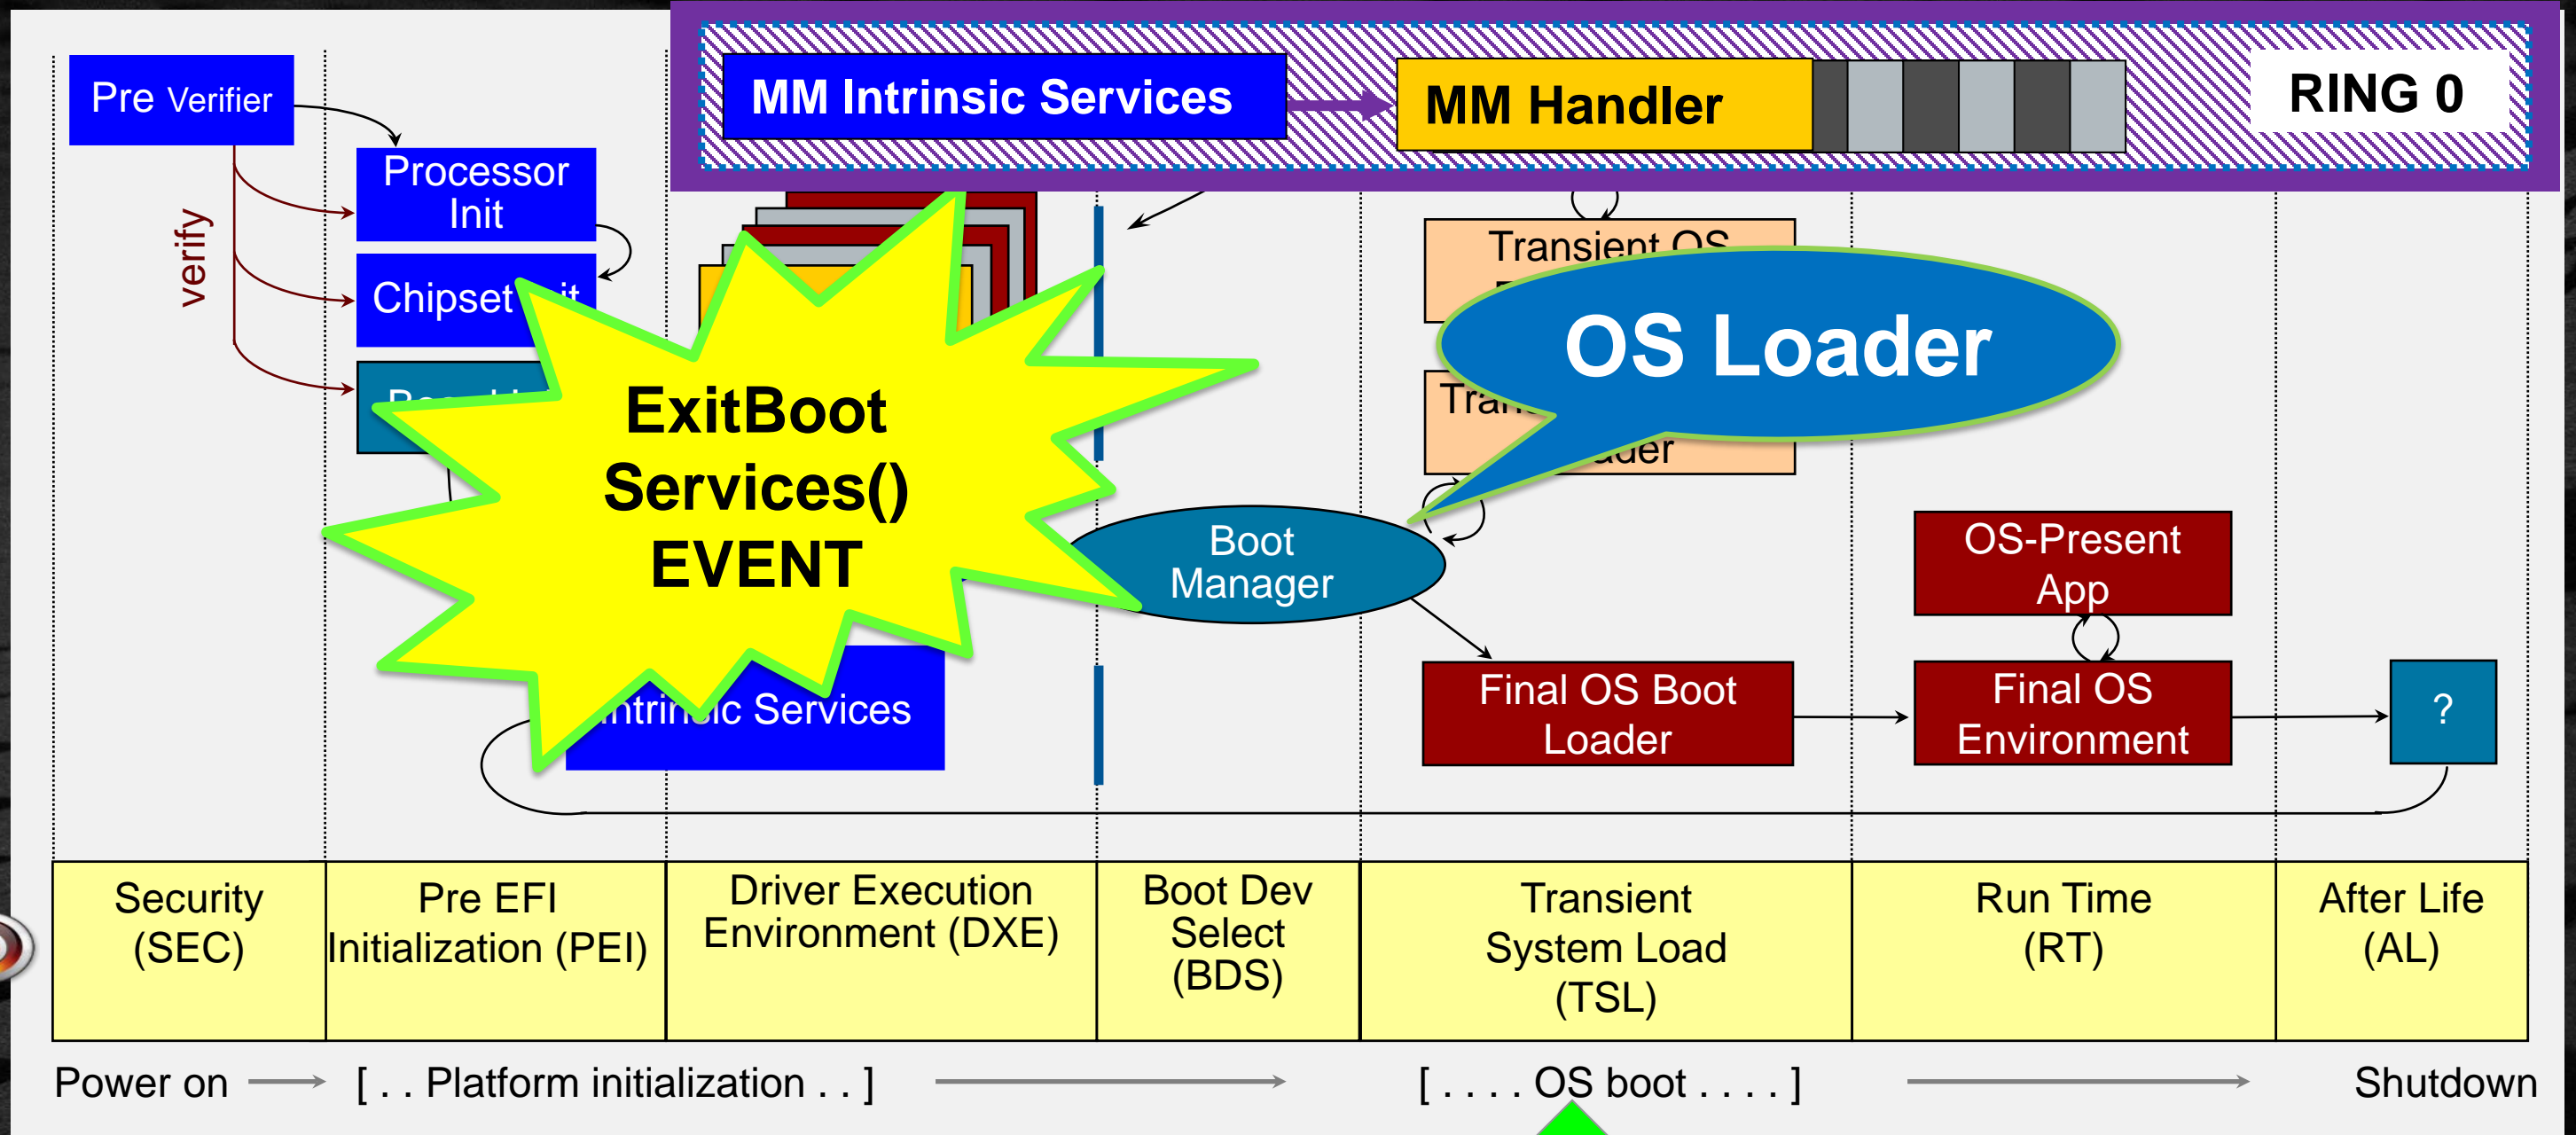 Pre Verifier
MM Intrinsic Services
MM Handler
RING 0
Processor
Init
verify
Chipset
Transient OS
OS Loader
ExitBoot
Services()
EVENT
Boot
Manager
OS-Present
App
Intrinsic Services
Final OS Boot
Loader
Final OS
Environment
?
Security
(SEC)
Pre EFI
Initialization (PEI)
Driver Execution
Environment (DXE)
Boot Dev
Select
(BDS)
Transient
System Load
(TSL)
Run Time
(RT)
After Life
(AL)
Power on
[ . . Platform initialization . . ]
[ . . . . OS boot . . . . ]
Shutdown